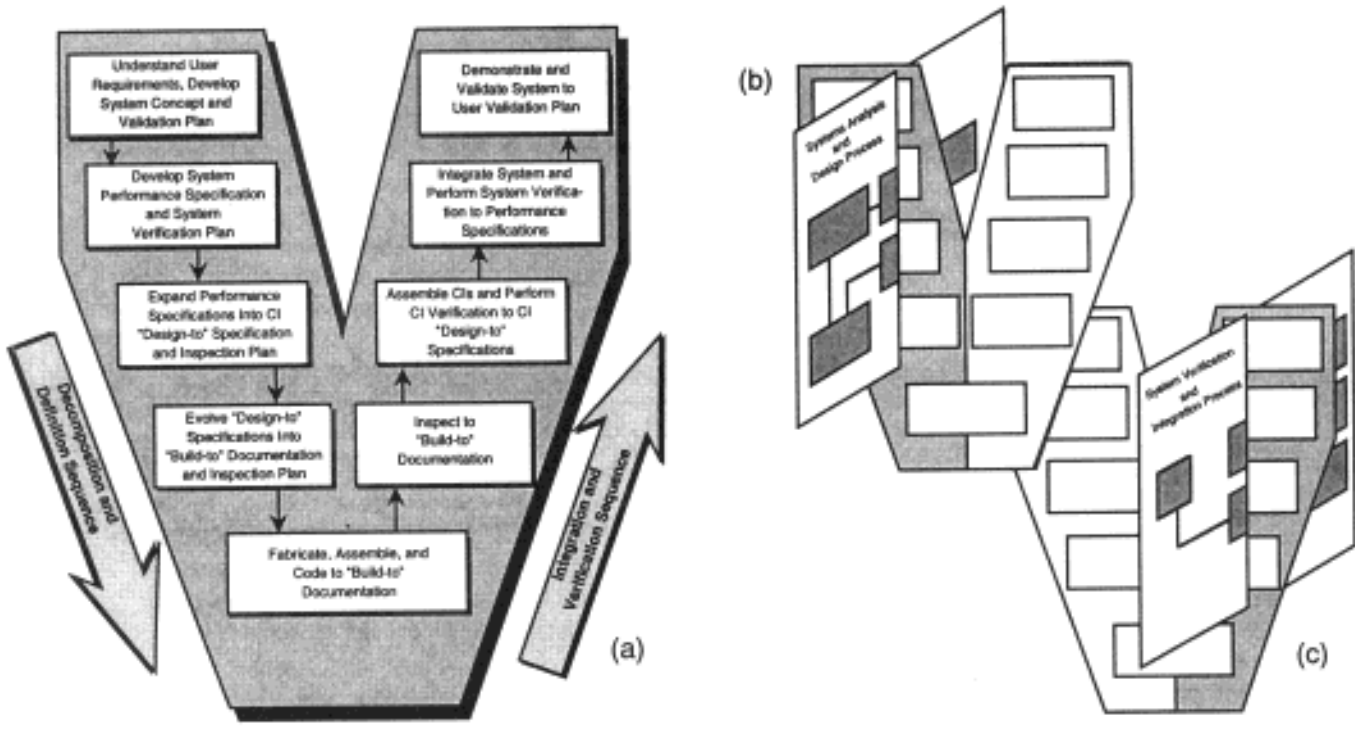 Understand User
Requirements, Develop
System Concept and
Validation Plan
Develop System
Performance Specification
and System
Verification Plan
Expand Performance
Specifications Into CI
"Design-to" Specification
and Inspection Plan
Evolve "Design-to"
Specifications Into
"Build-to" Documentation
and Inspection Plan
Fabricate, Assemble, and
Code to "Build-to"
Documentation
Inspect to
"Build-to"
Documentation
Assemble CIs and Perform
CI Verification to CI
"Design-to"
Specifications
Integrate System and
Perform System Verifica-
tion to Performance
Specifications
Demonstrate and
Validate System to
User Validation Plan
Decomposition and
Definition Sequence
Integration and
Verification Sequence
(a)
(b)
Systems Analysis
and
Design Process
System Verification
and
Integration Process
(c)